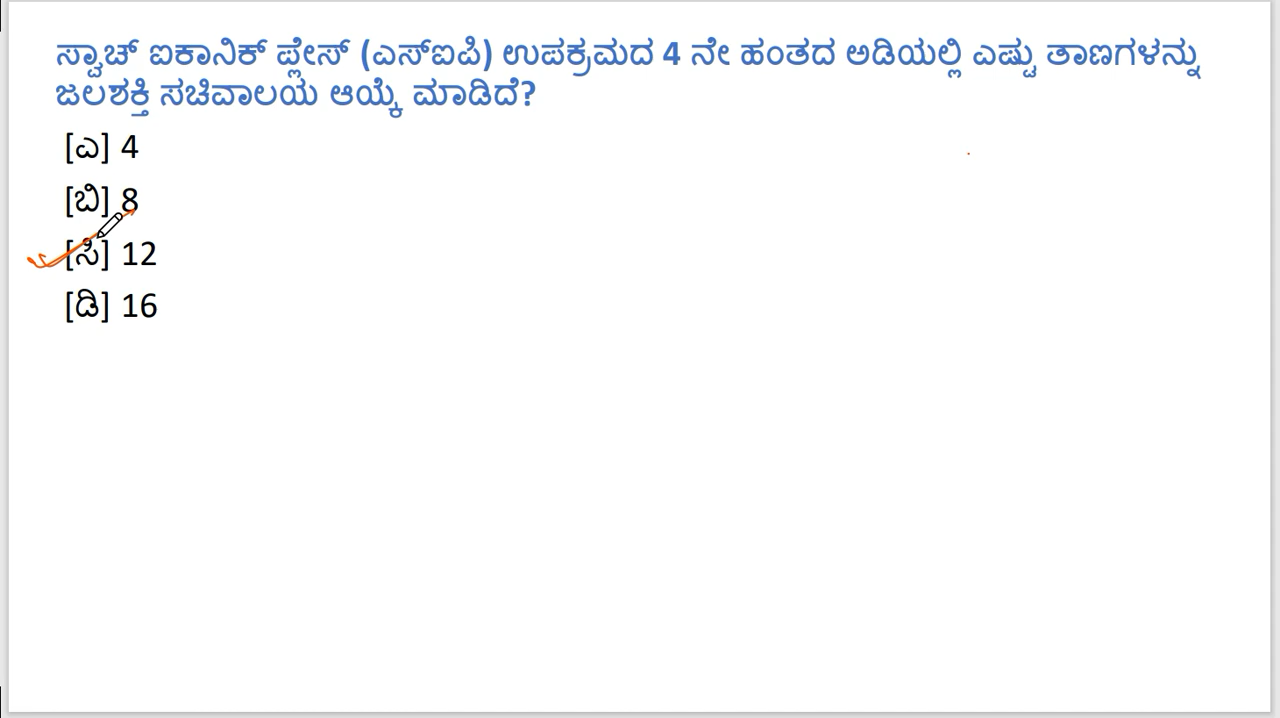 ಸ್ವಾಚ್ ಐಕಾನಿಕ್ ಪ್ಲೇಸ್ (ಎಸ್ಐಪಿ) ಉಪಕ್ರಮದ 4 ನೇ ಹಂತದ ಅಡಿಯಲ್ಲಿ ಎಷ್ಟು ತಾಣಗಳನ್ನು
ಜಲಶಕ್ತಿ ಸಚಿವಾಲಯ ಆಯ್ಕೆ ಮಾಡಿದೆ?
[ಎ] 4
[ಬಿ] 8
[ಸಿ] 12
[ಡಿ] 16